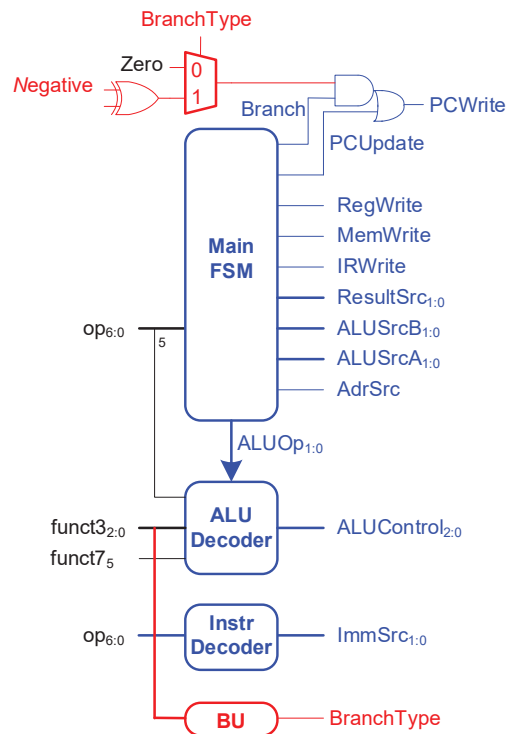 BranchType
Zero
0
Negative
1
Branch
PCWrite
PCUpdate
Main
FSM
RegWrite
MemWrite
IRWrite
ResultSrc1:0
op6:0
5
ALUSrcB1:0
ALUSrcA1:0
AdrSrc
ALUOp1:0
funct32:0
funct75
ALU
Decoder
ALUControl2:0
op6:0
Instr
Decoder
ImmSrc1:0
BU
BranchType